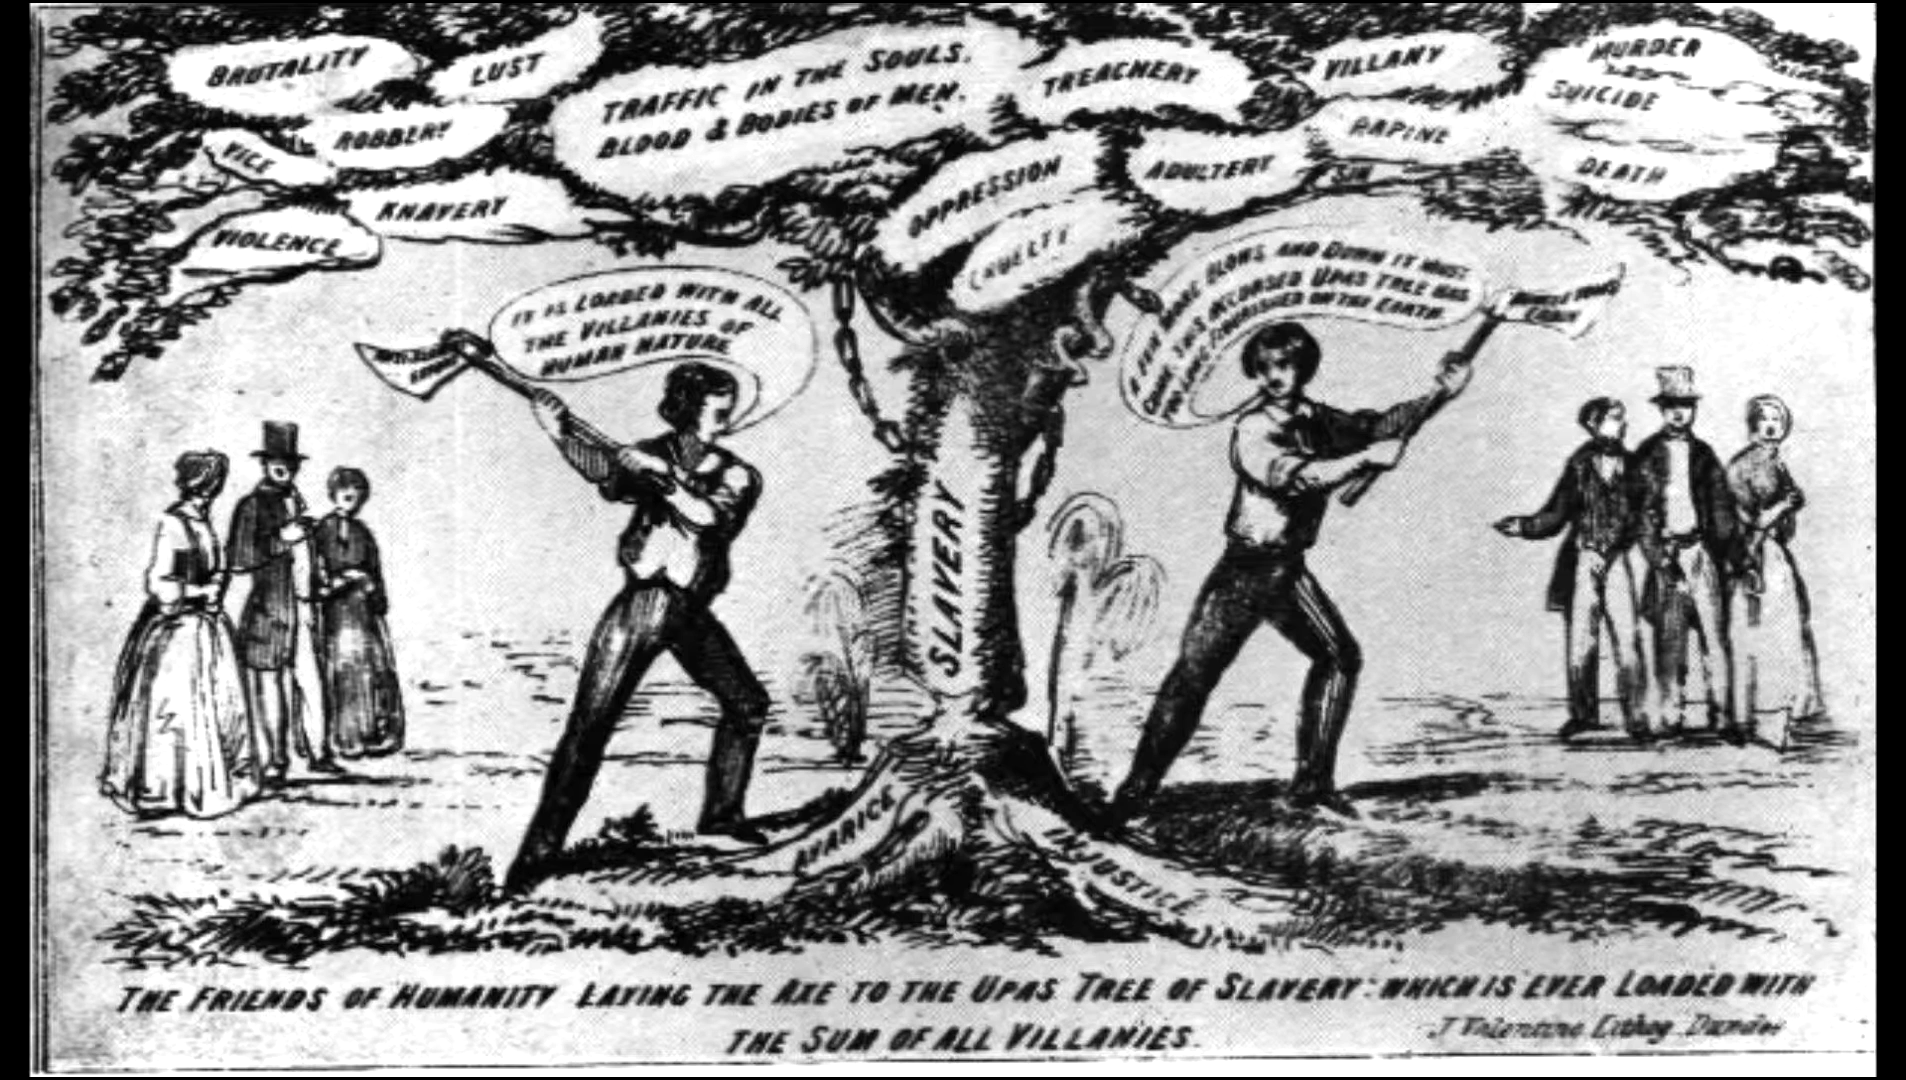 BRUTALITY
LUST
TRAFFIC IN THE SOULS.
BLOOD & BODIES OF MEN.
TREACHERY
VILLANY
MURDER
SUICIDE
DEATH
ROBBERY
VICE
KNAVERY
VIOLENCE
OPPRESSION
CRUELTY
ADULTERY
RAPINE
SIN
IT IS LOADED WITH ALL
THE VILLANIES OF
HUMAN NATURE
A FEW MORE BLOWS AND DOWN IT MUST
COME THIS ACCURSED UPAS TREE HAS
TOO LONG FLOURISHED ON THE EARTH
SLAVERY
AVARICE
INJUSTICE
THE FRIENDS OF HUMANITY LAYING THE AXE TO THE UPAS TREE OF SLAVERY: WHICH IS EVER LOADED WITH
THE SUM OF ALL VILLANIES.
J Valentine Lithog. Dundee